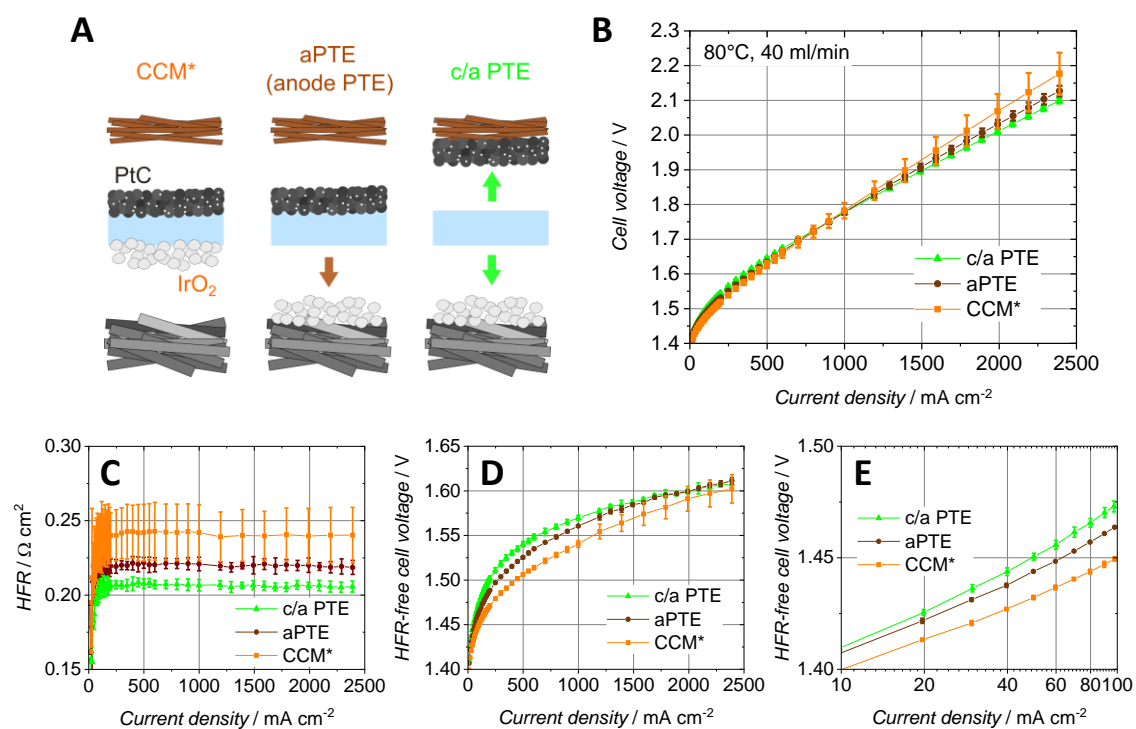 A
CCM*
aPTE
(anode PTE)
c/a PTE
PtC
IrO2
B
80°C, 40 ml/min
Cell voltage / V
2.3
2.2
2.1
2.0
1.9
1.8
1.7
1.6
1.5
1.4
c/a PTE
aPTE
CCM*
0 500 1000 1500 2000 2500
Current density / mA cm-2
C
HFR / Ω cm2
0.30
0.25
0.20
0.15
c/a PTE
aPTE
CCM*
0 500 1000 1500 2000 2500
Current density / mA cm-2
D
HFR-free cell voltage / V
1.65
1.60
1.55
1.50
1.45
1.40
c/a PTE
aPTE
CCM*
0 500 1000 1500 2000 2500
Current density / mA cm-2
E
HFR-free cell voltage / V
1.50
1.45
1.40
c/a PTE
aPTE
CCM*
10 20 40 60 80 100
Current density / mA cm-2